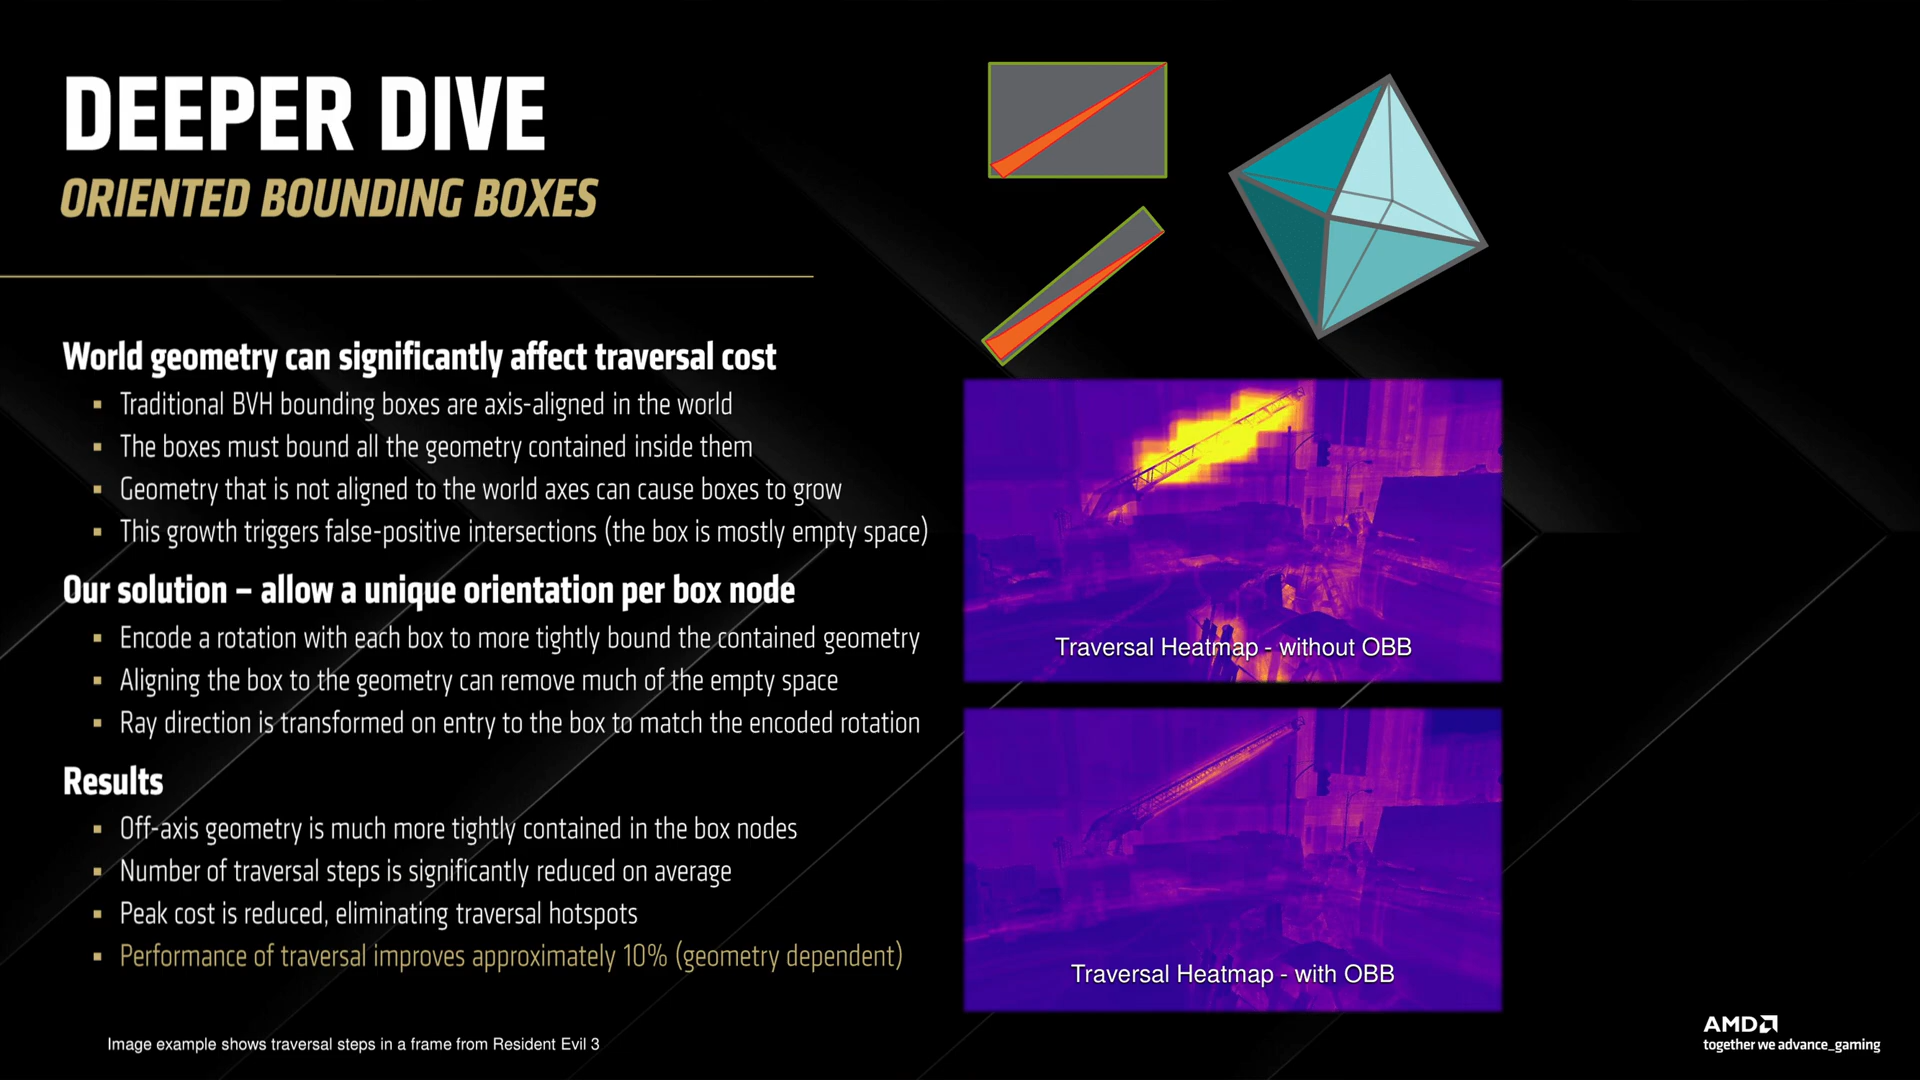 DEEPER DIVE
ORIENTED BOUNDING BOXES
World geometry can significantly affect traversal cost
Traditional BVH bounding boxes are axis-aligned in the world
The boxes must bound all the geometry contained inside them
Geometry that is not aligned to the world axes can cause boxes to grow
This growth triggers false-positive intersections (the box is mostly empty space)
Our solution – allow a unique orientation per box node
Encode a rotation with each box to more tightly bound the contained geometry
Aligning the box to the geometry can remove much of the empty space
Ray direction is transformed on entry to the box to match the encoded rotation
Results
Off-axis geometry is much more tightly contained in the box nodes
Number of traversal steps is significantly reduced on average
Peak cost is reduced, eliminating traversal hotspots
Performance of traversal improves approximately 10% (geometry dependent)
Traversal Heatmap - without OBB
Traversal Heatmap - with OBB
Image example shows traversal steps in a frame from Resident Evil 3
AMD
together we advance_gaming